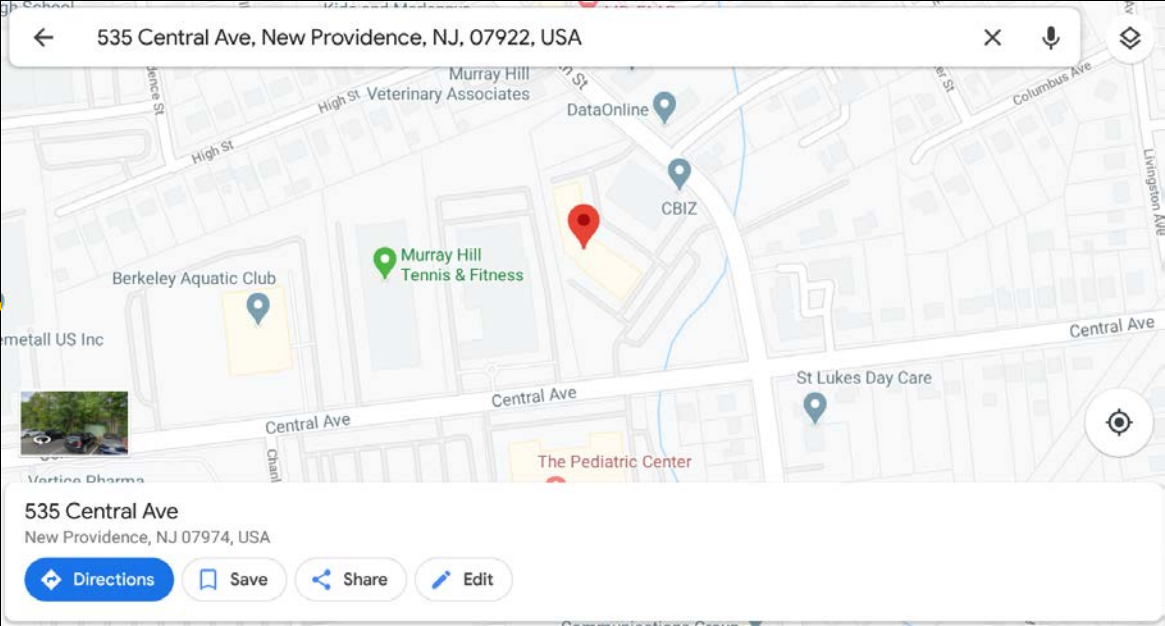 535 Central Ave, New Providence, NJ, 07922, USA
Murray Hill
Veterinary Associates
High St
DataOnline
Columbus Ave
High St
Livingston Ave
CBIZ
Murray Hill
Tennis & Fitness
Berkeley Aquatic Club
US Inc
Central Ave
St Lukes Day Care
Central Ave
Central Ave
The Pediatric Center
Vertice Pharma
535 Central Ave
New Providence, NJ 07974, USA
Directions
Save
Share
Edit